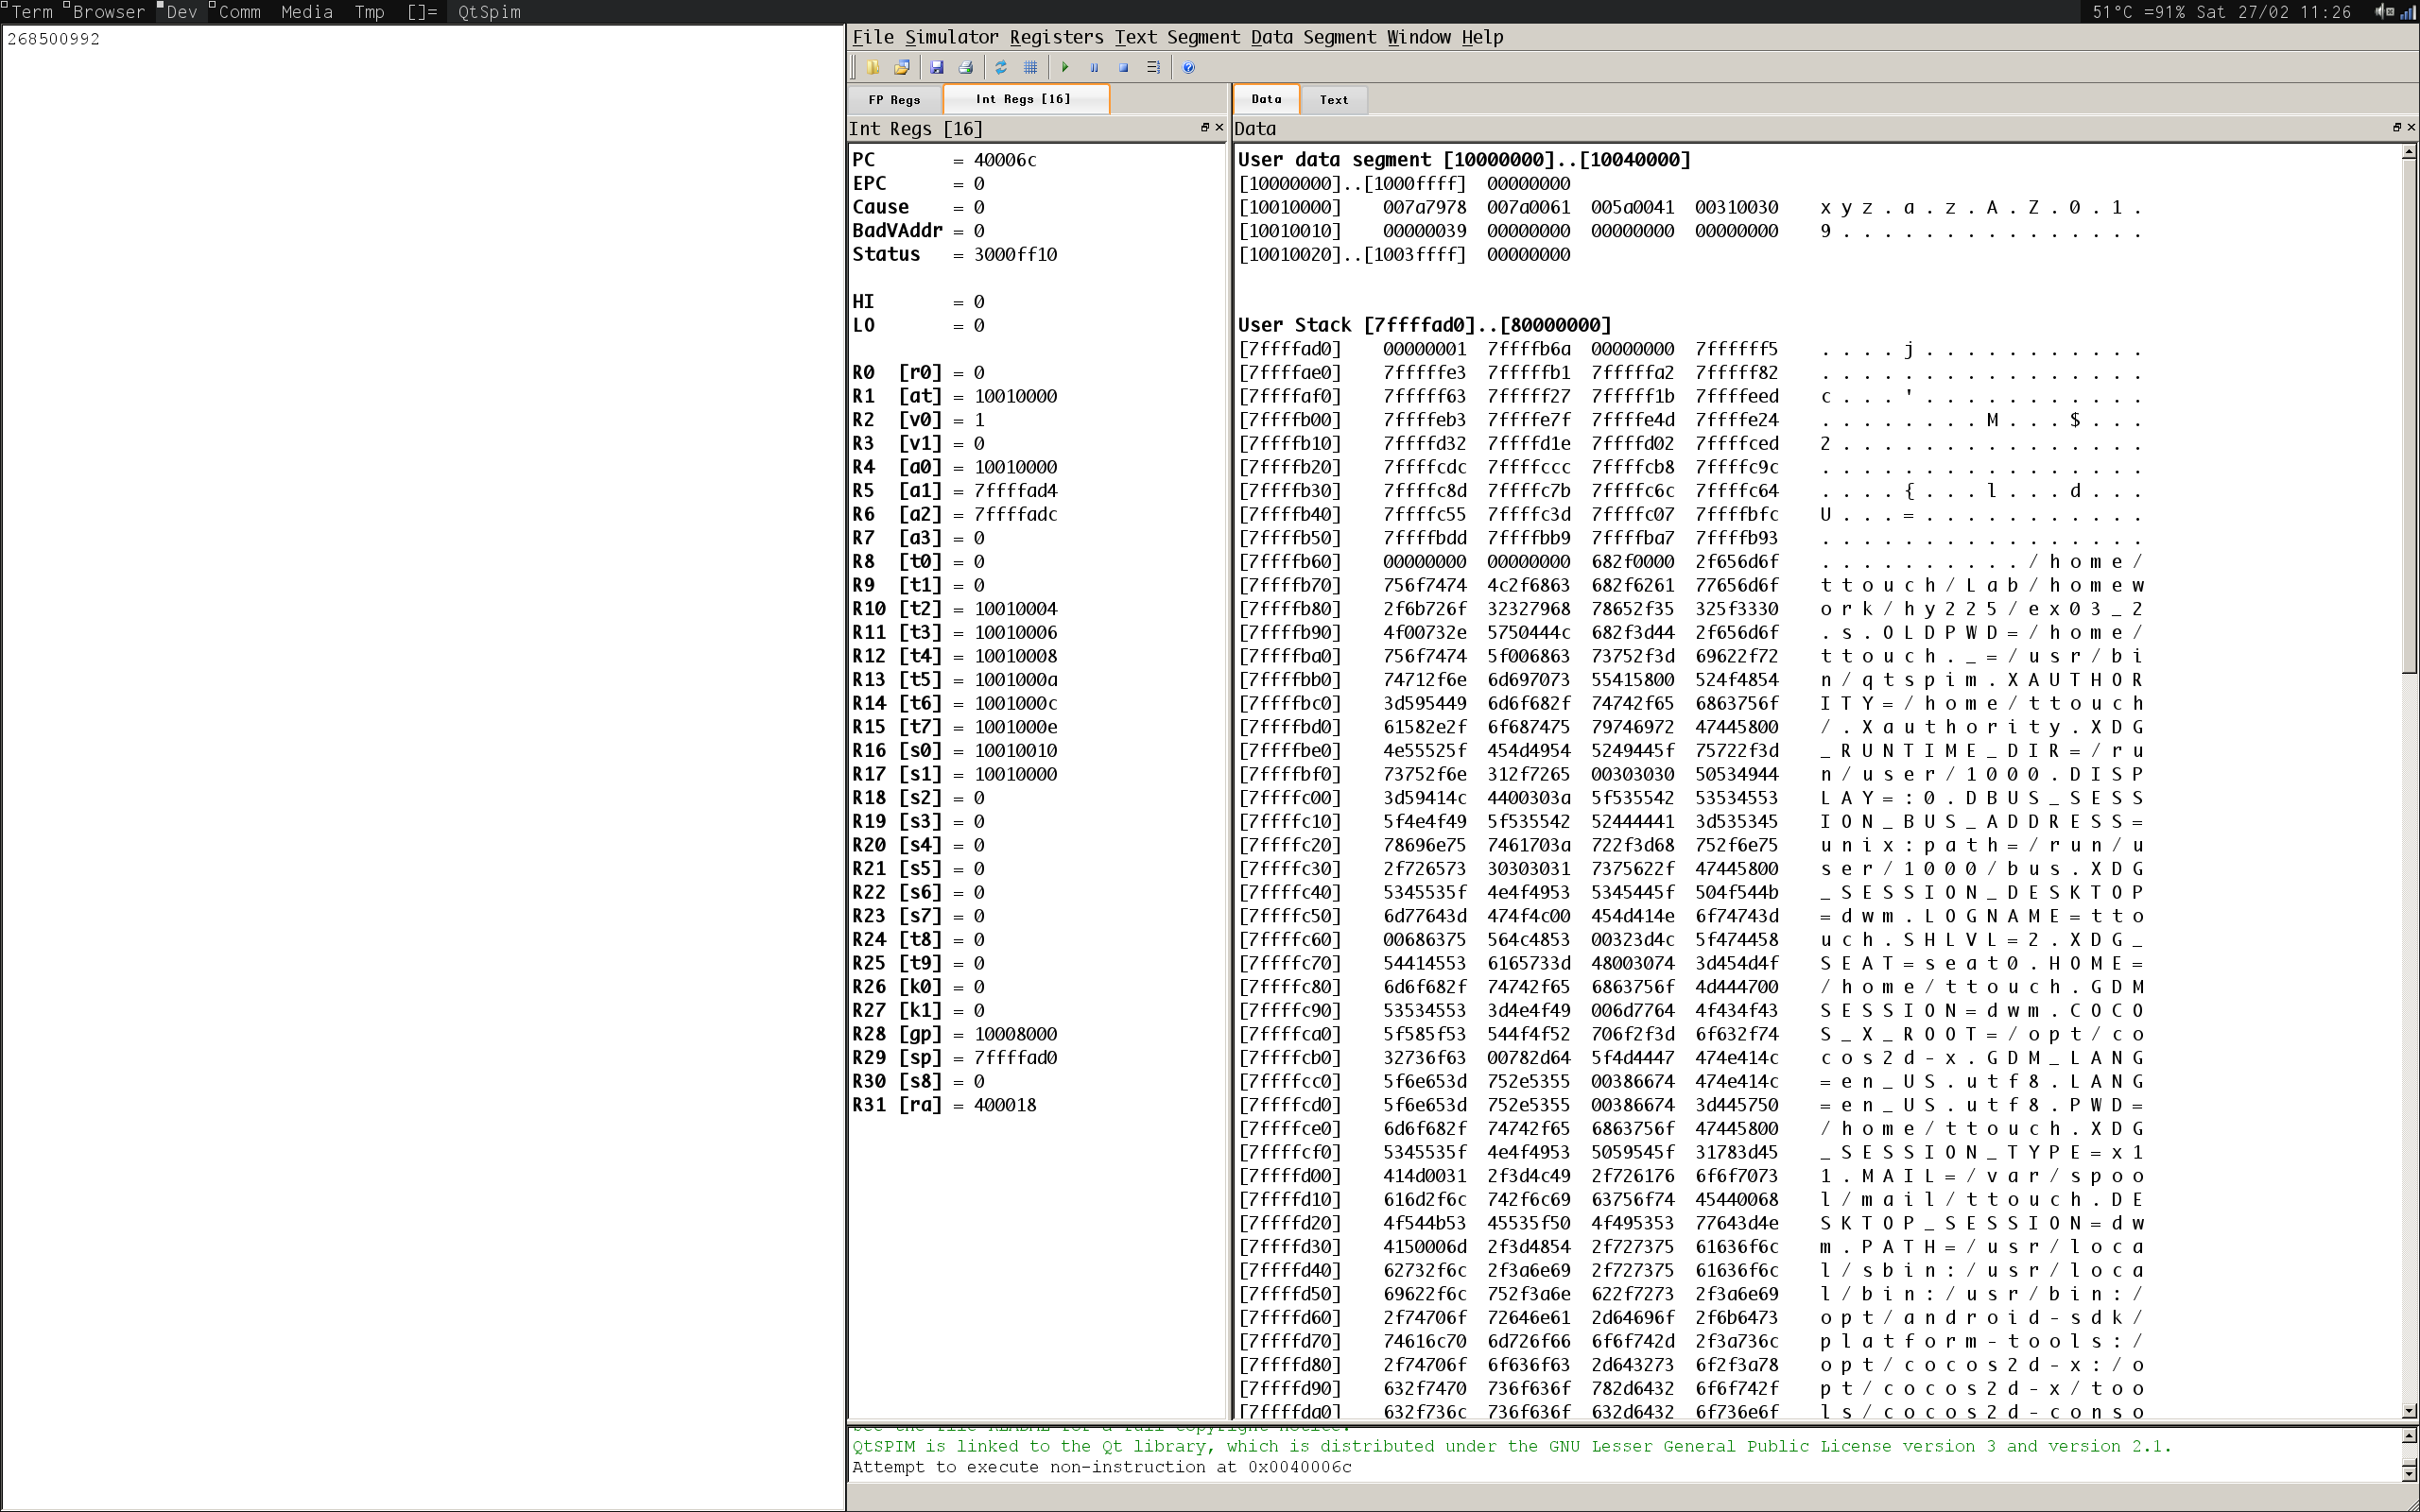 Term Browser Dev Comm Media Tmp []= QtSpim 51°C =91% Sat 27/02 11:26
268500992
File Simulator Registers Text Segment Data Segment Window Help
FP Regs Int Regs [16] Data Text
Int Regs [16]
PC = 40006c
EPC = 0
Cause = 0
BadVAddr = 0
Status = 3000ff10
HI = 0
LO = 0
R0 [r0] = 0
R1 [at] = 10010000
R2 [v0] = 1
R3 [v1] = 0
R4 [a0] = 10010000
R5 [a1] = 7ffffad4
R6 [a2] = 7ffffadc
R7 [a3] = 0
R8 [t0] = 0
R9 [t1] = 0
R10 [t2] = 10010004
R11 [t3] = 10010006
R12 [t4] = 10010008
R13 [t5] = 1001000a
R14 [t6] = 1001000c
R15 [t7] = 1001000e
R16 [s0] = 10010010
R17 [s1] = 10010000
R18 [s2] = 0
R19 [s3] = 0
R20 [s4] = 0
R21 [s5] = 0
R22 [s6] = 0
R23 [s7] = 0
R24 [t8] = 0
R25 [t9] = 0
R26 [k0] = 0
R27 [k1] = 0
R28 [gp] = 10008000
R29 [sp] = 7ffffad0
R30 [s8] = 0
R31 [ra] = 400018
Data
User data segment [10000000]..[10040000]
[10000000]..[1000ffff] 00000000
[10010000] 007a7978 007a0061 005a0041 00310030 x y z . a . z . A . Z . 0 . 1 .
[10010010] 00000039 00000000 00000000 00000000 9 . . . . . . . . . . . . . . .
[10010020]..[1003ffff] 00000000
User Stack [7ffffad0]..[80000000]
[7ffffad0] 00000001 7ffffb6a 00000000 7ffffff5 . . . . j . . . . . . . . . . .
[7ffffae0] 7fffffe3 7fffffb1 7fffffa2 7fffff82 . . . . . . . . . . . . . . . .
[7ffffaf0] 7fffff63 7fffff27 7fffff1b 7ffffeed c . . . ' . . . . . . . . . . .
[7ffffb00] 7ffffeb3 7ffffe7f 7ffffe4d 7ffffe24 . . . . . . . . M . . . $ . . .
[7ffffb10] 7ffffd32 7ffffd1e 7ffffd02 7ffffced 2 . . . . . . . . . . . . . . .
[7ffffb20] 7ffffcdc 7ffffccc 7ffffcb8 7ffffc9c . . . . . . . . . . . . . . . .
[7ffffb30] 7ffffc8d 7ffffc7b 7ffffc6c 7ffffc64 . . . . { . . . l . . . d . . .
[7ffffb40] 7ffffc55 7ffffc3d 7ffffc07 7ffffbfc U . . . = . . . . . . . . . . .
[7ffffb50] 7ffffbdd 7ffffbb9 7ffffba7 7ffffb93 . . . . . . . . . . . . . . . .
[7ffffb60] 00000000 00000000 682f0000 2f656d6f . . . . . . . . . . / h o m e /
[7ffffb70] 756f7474 4c2f6863 682f6261 77656d6f t t o u c h / L a b / h o m e w
[7ffffb80] 2f6b726f 32327968 78652f35 325f3330 o r k / h y 2 2 5 / e x 0 3 _ 2
[7ffffb90] 4f00732e 5750444c 682f3d44 2f656d6f . s . O L D P W D = / h o m e /
[7ffffba0] 756f7474 5f006863 73752f3d 69622f72 t t o u c h . _ = / u s r / b i
[7ffffbb0] 74712f6e 6d697073 55415800 524f4854 n / q t s p i m . X A U T H O R
[7ffffbc0] 3d595449 6d6f682f 74742f65 6863756f I T Y = / h o m e / t t o u c h
[7ffffbd0] 61582e2f 6f687475 79746972 47445800 / . X a u t h o r i t y . X D G
[7ffffbe0] 4e55525f 454d4954 5249445f 75722f3d _ R U N T I M E _ D I R = / r u
[7ffffbf0] 73752f6e 312f7265 00303030 50534944 n / u s e r / 1 0 0 0 . D I S P
[7ffffc00] 3d59414c 4400303a 5f535542 53534553 L A Y = : 0 . D B U S _ S E S S
[7ffffc10] 5f4e4f49 5f535542 52444441 3d535345 I O N _ B U S _ A D D R E S S =
[7ffffc20] 78696e75 7461703a 722f3d68 752f6e75 u n i x : p a t h = / r u n / u
[7ffffc30] 2f726573 30303031 7375622f 47445800 s e r / 1 0 0 0 / b u s . X D G
[7ffffc40] 5345535f 4e4f4953 5345445f 504f544b _ S E S S I O N _ D E S K T O P
[7ffffc50] 6d77643d 474f4c00 454d414e 6f74743d = d w m . L O G N A M E = t t o
[7ffffc60] 00686375 564c4853 00323d4c 5f474458 u c h . S H L V L = 2 . X D G _
[7ffffc70] 54414553 6165733d 48003074 3d454d4f S E A T = s e a t 0 . H O M E =
[7ffffc80] 6d6f682f 74742f65 6863756f 4d444700 / h o m e / t t o u c h . G D M
[7ffffc90] 53534553 3d4e4f49 006d7764 4f434f43 S E S S I O N = d w m . C O C O
[7ffffca0] 5f585f53 544f4f52 706f2f3d 6f632f74 S _ X _ R O O T = / o p t / c o
[7ffffcb0] 32736f63 00782d64 5f4d4447 474e414c c o s 2 d - x . G D M _ L A N G
[7ffffcc0] 5f6e653d 752e5355 00386674 474e414c = e n _ U S . u t f 8 . L A N G
[7ffffcd0] 5f6e653d 752e5355 00386674 3d445750 = e n _ U S . u t f 8 . P W D =
[7ffffce0] 6d6f682f 74742f65 6863756f 47445800 / h o m e / t t o u c h . X D G
[7ffffcf0] 5345535f 4e4f4953 5059545f 31783d45 _ S E S S I O N _ T Y P E = x 1
[7ffffd00] 414d0031 2f3d4c49 2f726176 6f6f7073 1 . M A I L = / v a r / s p o o
[7ffffd10] 616d2f6c 742f6c69 63756f74 45440068 l / m a i l / t t o u c h . D E
[7ffffd20] 4f544b53 45535f50 4f495353 77643d4e S K T O P _ S E S S I O N = d w
[7ffffd30] 4150006d 2f3d4854 2f727375 61636f6c m . P A T H = / u s r / l o c a
[7ffffd40] 62732f6c 2f3a6e69 2f727375 61636f6c l / s b i n : / u s r / l o c a
[7ffffd50] 69622f6c 752f3a6e 622f7273 2f3a6e69 l / b i n : / u s r / b i n : /
[7ffffd60] 2f74706f 72646e61 2d64696f 2f6b6473 o p t / a n d r o i d - s d k /
[7ffffd70] 74616c70 6d726f66 6f6f742d 2f3a736c p l a t f o r m - t o o l s : /
[7ffffd80] 2f74706f 6f636f63 2d643273 6f2f3a78 o p t / c o c o s 2 d - x : / o
[7ffffd90] 632f7470 736f636f 782d6432 6f6f742f p t / c o c o s 2 d - x / t o o
[7ffffda0] 632f736c 736f636f 632d6432 6f736e6f l s / c o c o s 2 d - c o n s o
See the file README for a full copyright notice.
QtSPIM is linked to the Qt library, which is distributed under the GNU Lesser General Public License version 3 and version 2.1.
Attempt to execute non-instruction at 0x0040006c